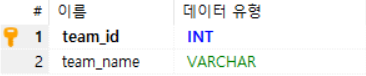 # 이름 데이터 유형
1 team_id INT
2 team_name VARCHAR